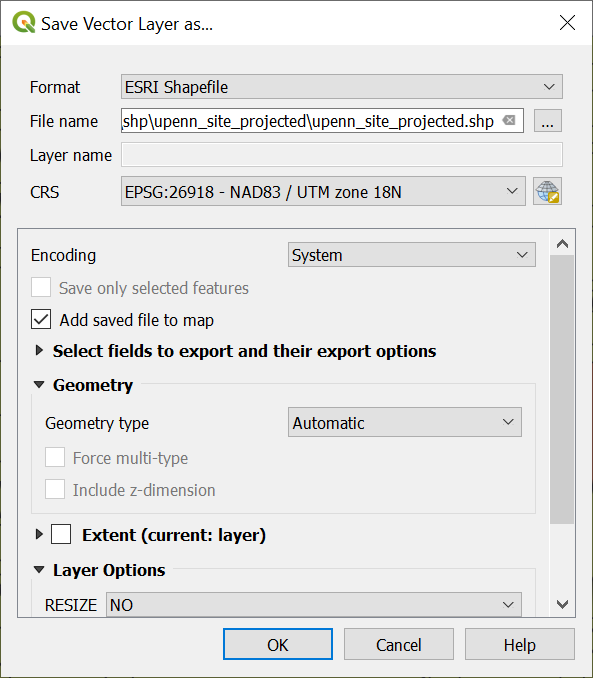 Save Vector Layer as...
Format ESRI Shapefile
File name \shp\upenn_site_projected\upenn_site_projected.shp ...
Layer name
CRS EPSG:26918 - NAD83 / UTM zone 18N
Encoding System
Save only selected features
Add saved file to map
Select fields to export and their export options
Geometry
Geometry type Automatic
Force multi-type
Include z-dimension
Extent (current: layer)
Layer Options
RESIZE NO
OK Cancel Help